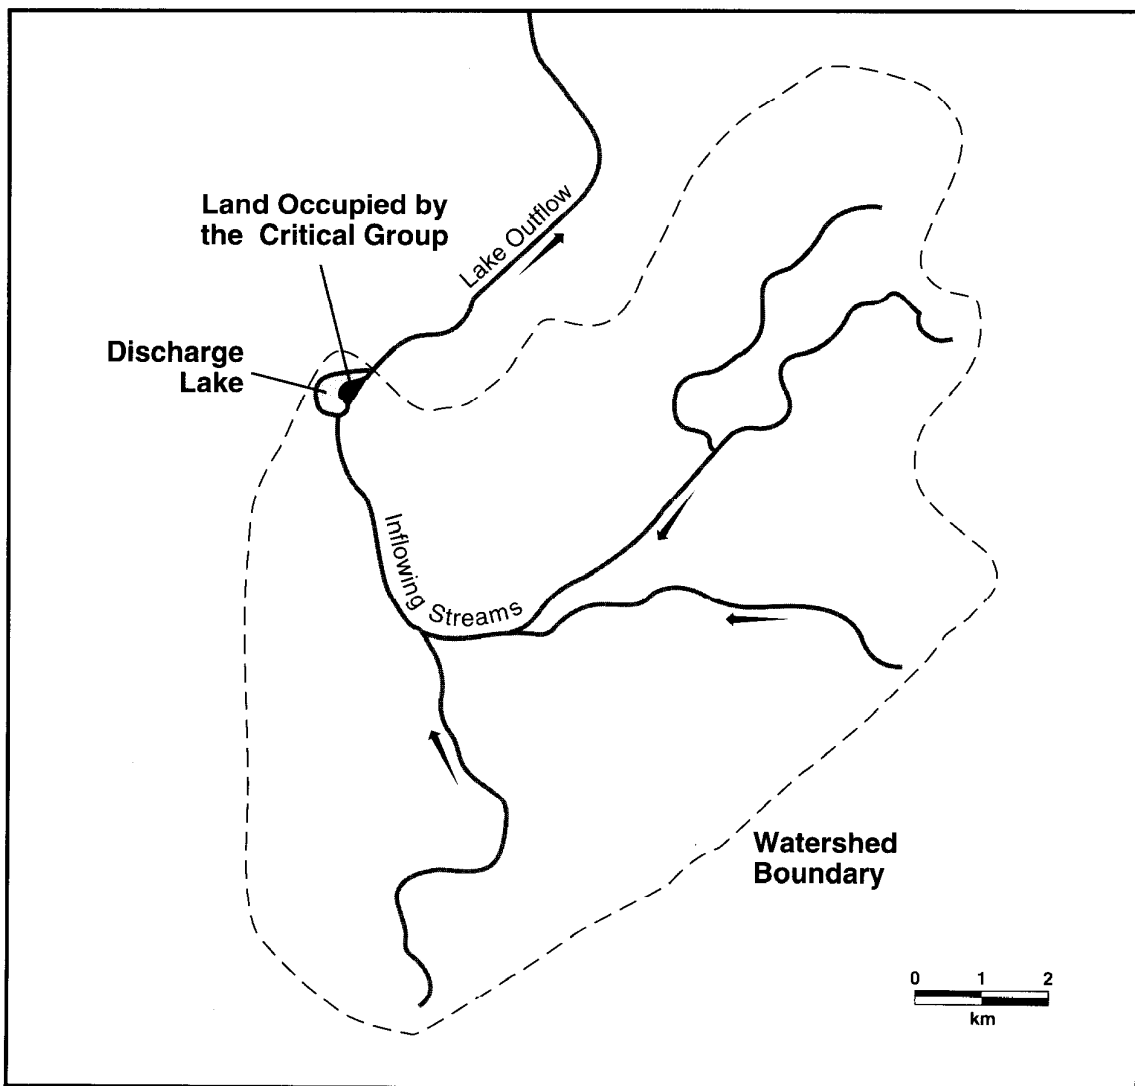 Land Occupied by
the Critical Group
Lake Outflow
Discharge
Lake
Inflowing Streams
Watershed
Boundary
0 1 2
km